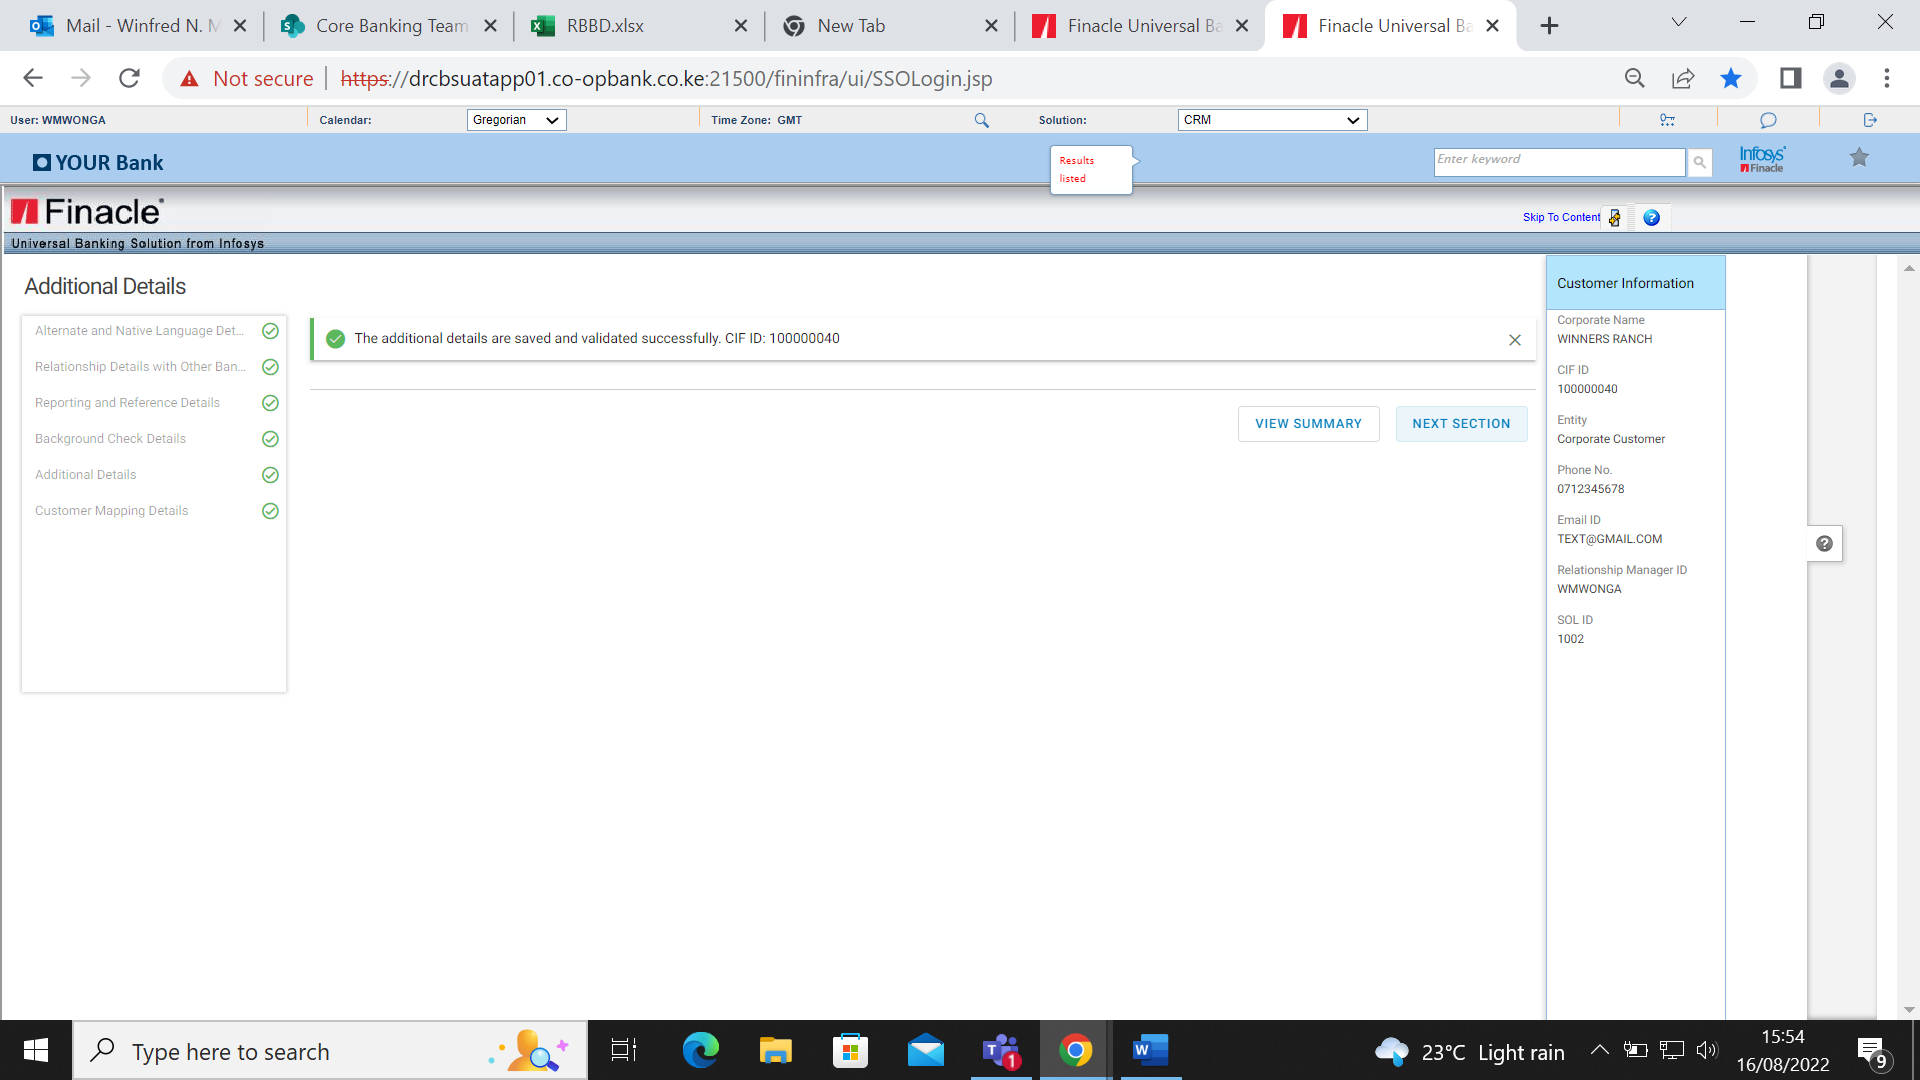 Mail - Winfred N. M
Core Banking Team
RBBD.xlsx
New Tab
Finacle Universal Ba
Finacle Universal Ba
Not secure
https://drcbsuatapp01.co-opbank.co.ke:21500/fininfra/ui/SSOLogin.jsp
User: WMWONGA
Calendar:
Gregorian
Time Zone: GMT
Solution:
CRM
YOUR Bank
Results
listed
Enter keyword
Infosys
Finacle
Finacle
Skip To Content
Universal Banking Solution from Infosys
Additional Details
Alternate and Native Language Det...
Relationship Details with Other Ban...
Reporting and Reference Details
Background Check Details
Additional Details
Customer Mapping Details
The additional details are saved and validated successfully. CIF ID: 100000040
VIEW SUMMARY
NEXT SECTION
Customer Information
Corporate Name
WINNERS RANCH
CIF ID
100000040
Entity
Corporate Customer
Phone No.
0712345678
Email ID
TEXT@GMAIL.COM
Relationship Manager ID
WMWONGA
SOL ID
1002
Type here to search
1
23°C Light rain
15:54
16/08/2022
9